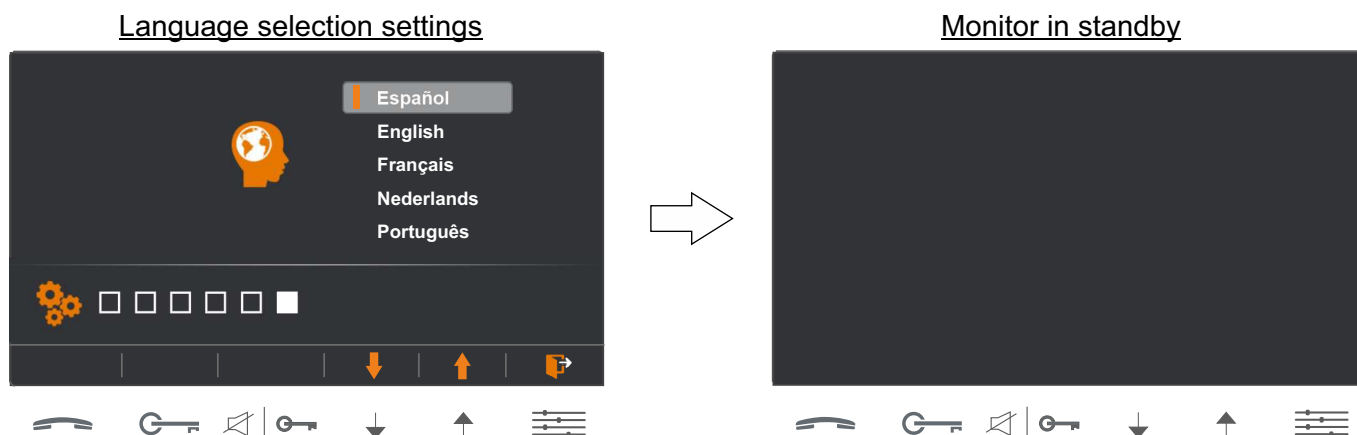 Language selection settings
Monitor in standby
Español
English
Français
Nederlands
Português